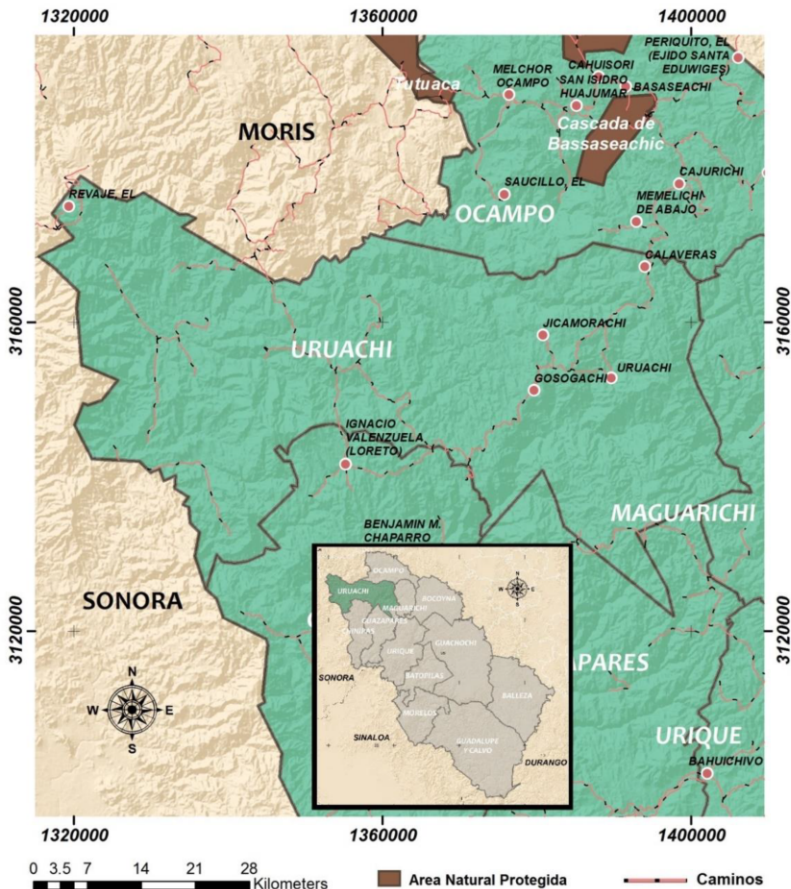 1320000
1360000
1400000
PERIQUITO, EL
(EJIDO SANTA
EDUWIGES)
CAHUISORI
MELCHOR
OCAMPO
SAN ISIDRO
HUAJUMAR
BASASEACHI
Tutuaca
Cascada de
Bassaseachic
MORIS
REVAJE, EL
SAUCILLO, EL
CAJURICHI
MEMELICHI
DE ABAJO
OCAMPO
CALAVERAS
3160000
3160000
JICAMORACHI
URUACHI
GOSOGACHI
URUACHI
IGNACIO
VALENZUELA
(LORETO)
MAGUARICHI
BENJAMIN M.
CHAPARRO
SONORA
3120000
3120000
APARES
URIQUE
BAHUICHIVO
N
W
E
S
OCAMPO
URUACHI
MAGUARICHI
BOCOYNA
GUAZAPARES
CHINIPAS
GUACHOCHI
URIQUE
BATOPILAS
SONORA
BALLEZA
MORELOS
SINALOA
GUADALUPE
Y CALVO
DURANGO
N
W
E
S
1320000
1360000
1400000
0 3.5 7 14 21 28
Kilometers
Area Natural Protegida
Caminos